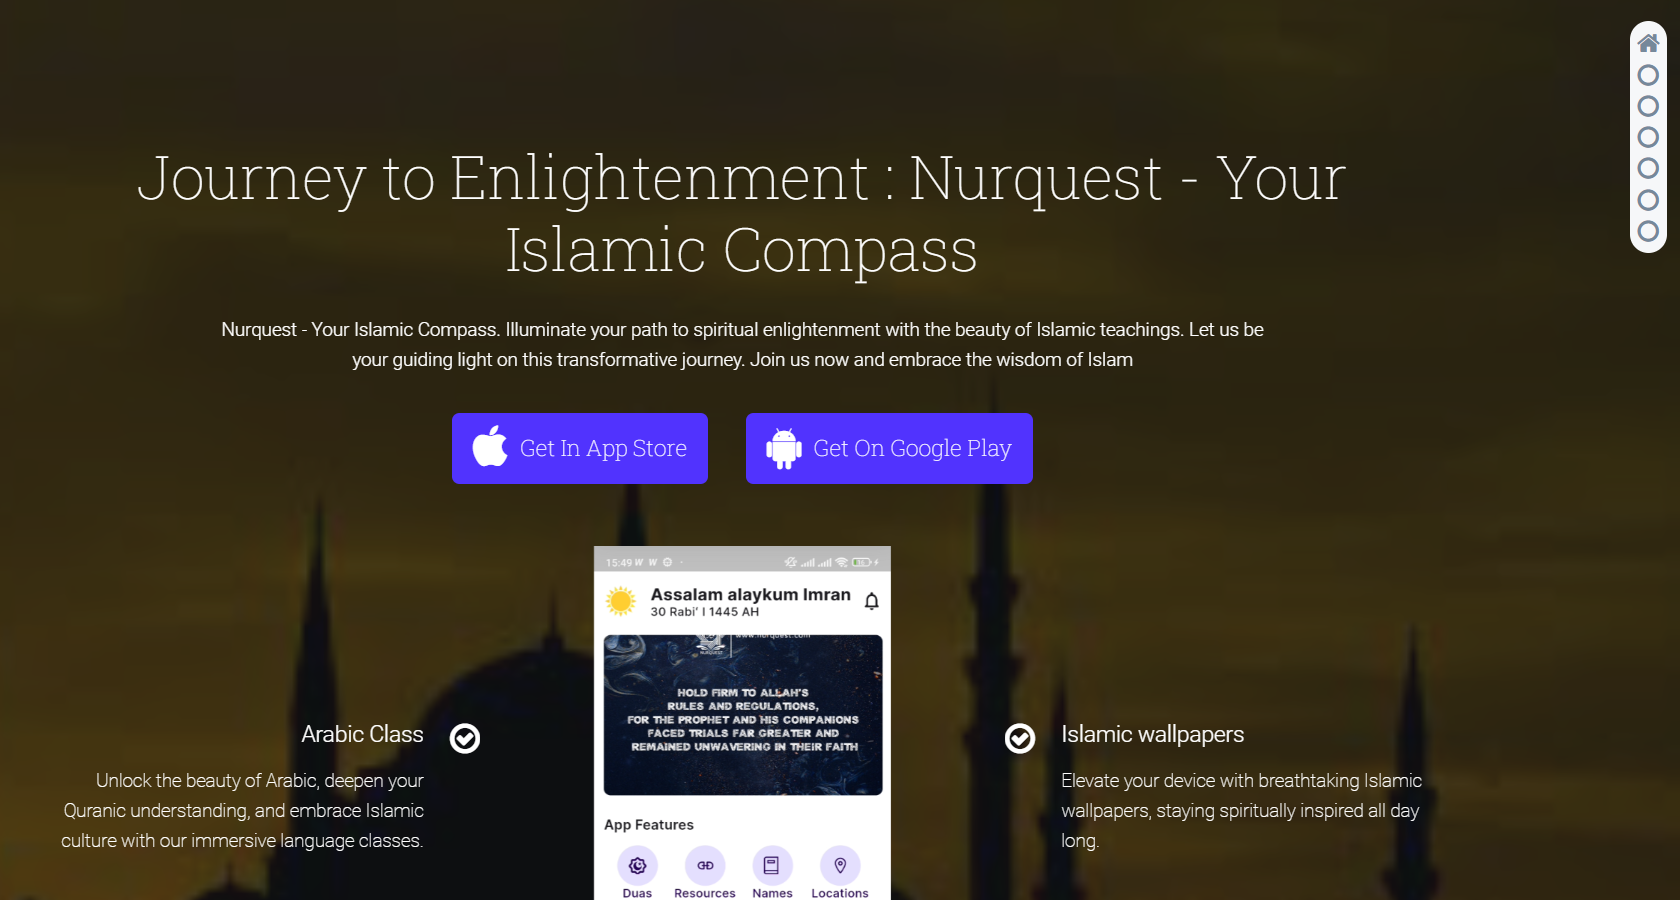 Journey to Enlightenment : Nurquest - Your
Islamic Compass
Nurquest - Your Islamic Compass. Illuminate your path to spiritual enlightenment with the beauty of Islamic teachings. Let us be
your guiding light on this transformative journey. Join us now and embrace the wisdom of Islam
Get In App Store
Get On Google Play
Arabic Class
Unlock the beauty of Arabic, deepen your
Quranic understanding, and embrace Islamic
culture with our immersive language classes.
15:49 W W
Assalam alaykum Imran
30 Rabi' I 1445 AH
www.nurquest.com
NURQUEST
HOLD FIRM TO ALLAH'S
RULES AND REGULATIONS,
FOR THE PROPHET AND HIS COMPANIONS
FACED TRIALS FAR GREATER AND
REMAINED UNWAVERING IN THEIR FAITH
App Features
Duas
Resources
Names
Locations
Islamic wallpapers
Elevate your device with breathtaking Islamic
wallpapers, staying spiritually inspired all day
long.